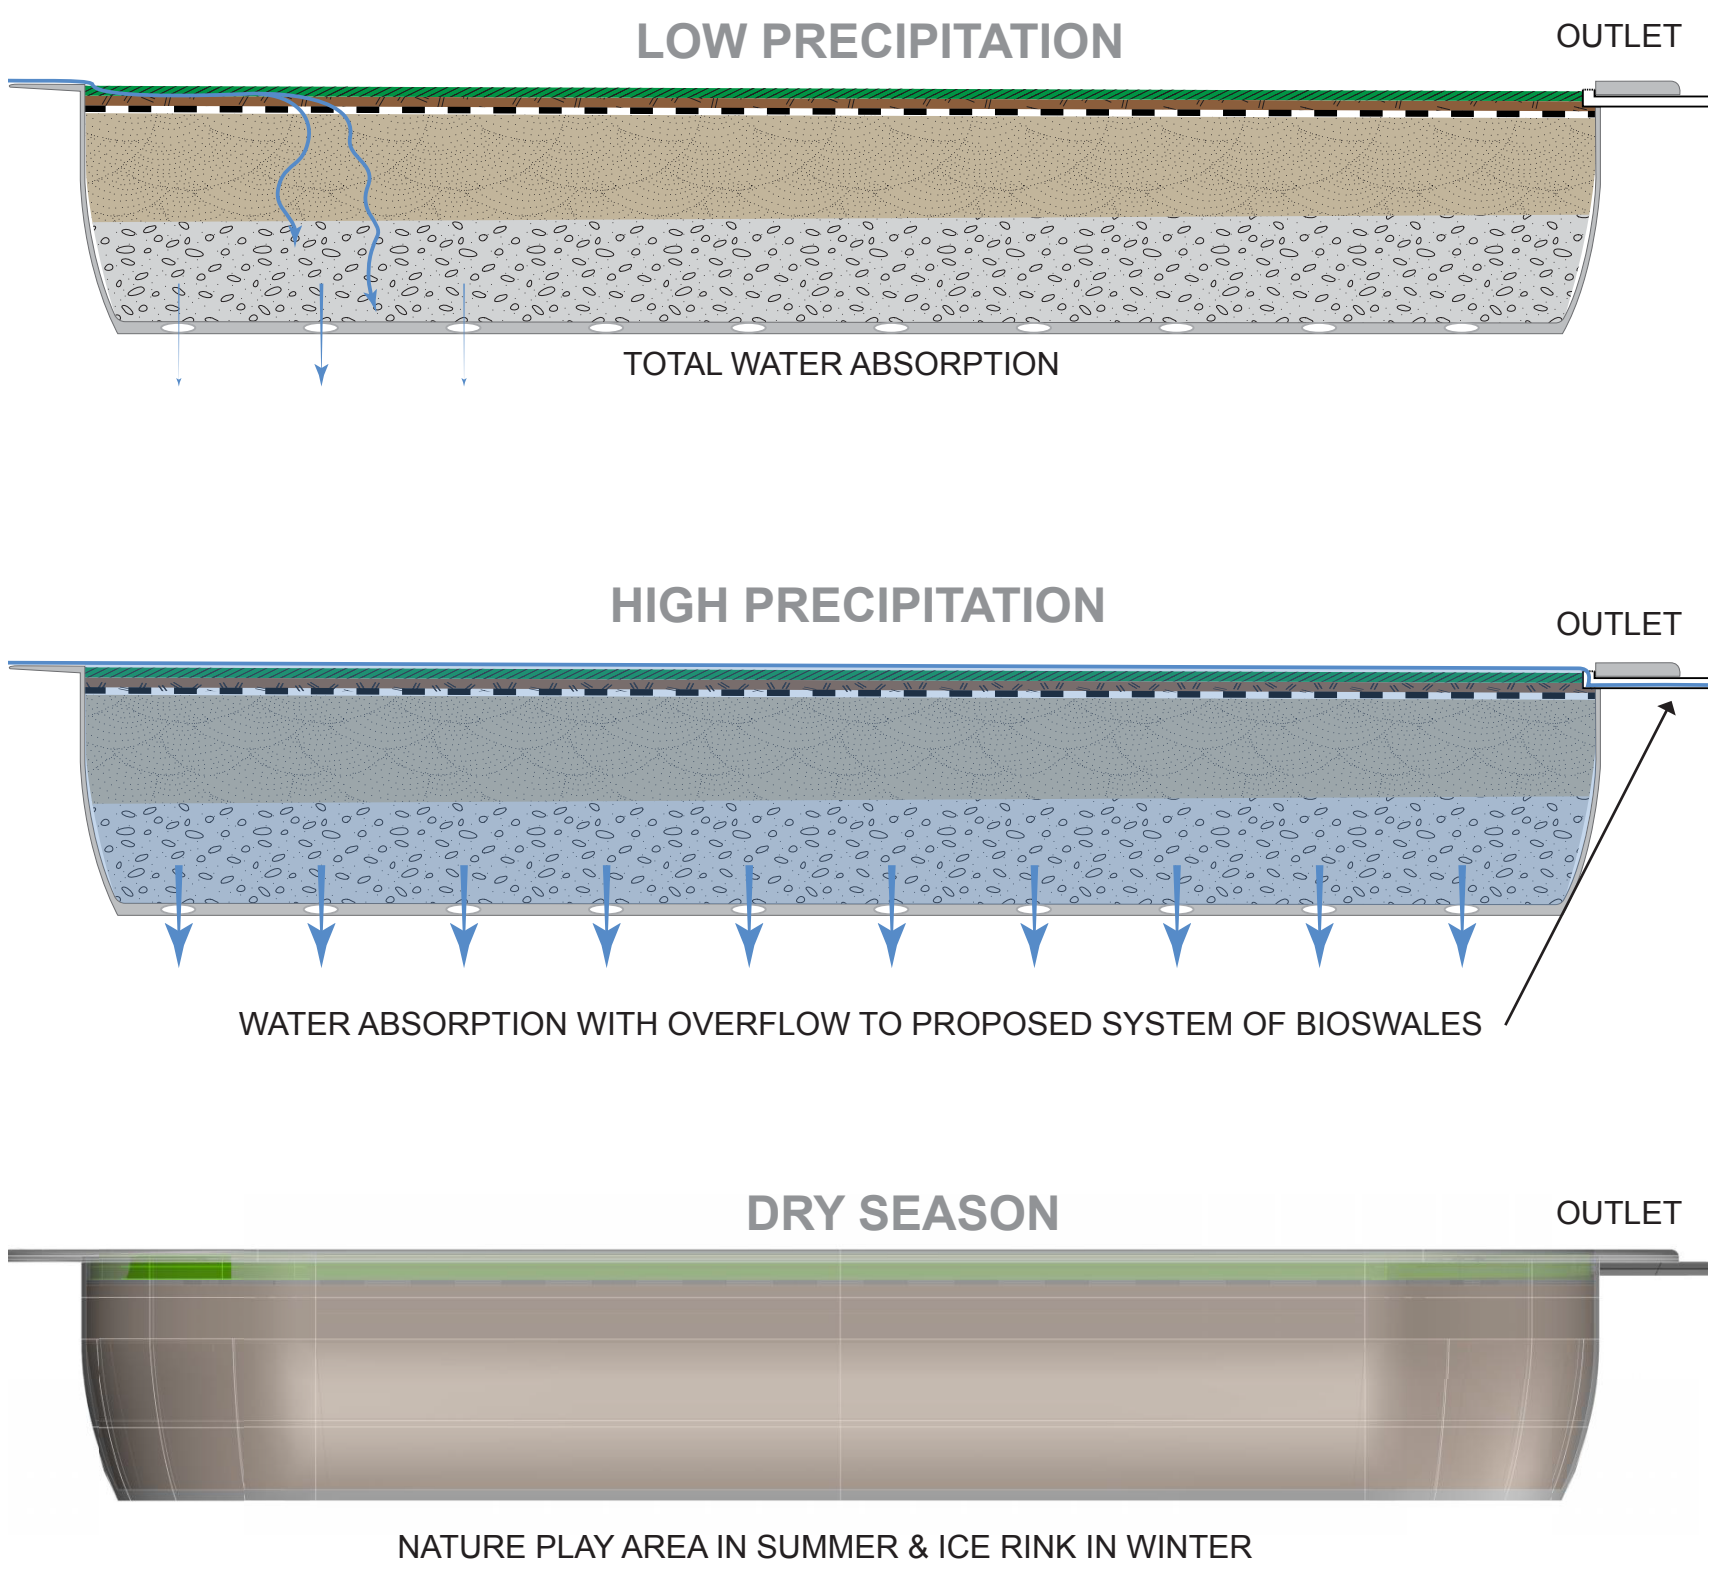 LOW PRECIPITATION
OUTLET
TOTAL WATER ABSORPTION
HIGH PRECIPITATION
OUTLET
WATER ABSORPTION WITH OVERFLOW TO PROPOSED SYSTEM OF BIOSWALES
DRY SEASON
OUTLET
NATURE PLAY AREA IN SUMMER & ICE RINK IN WINTER